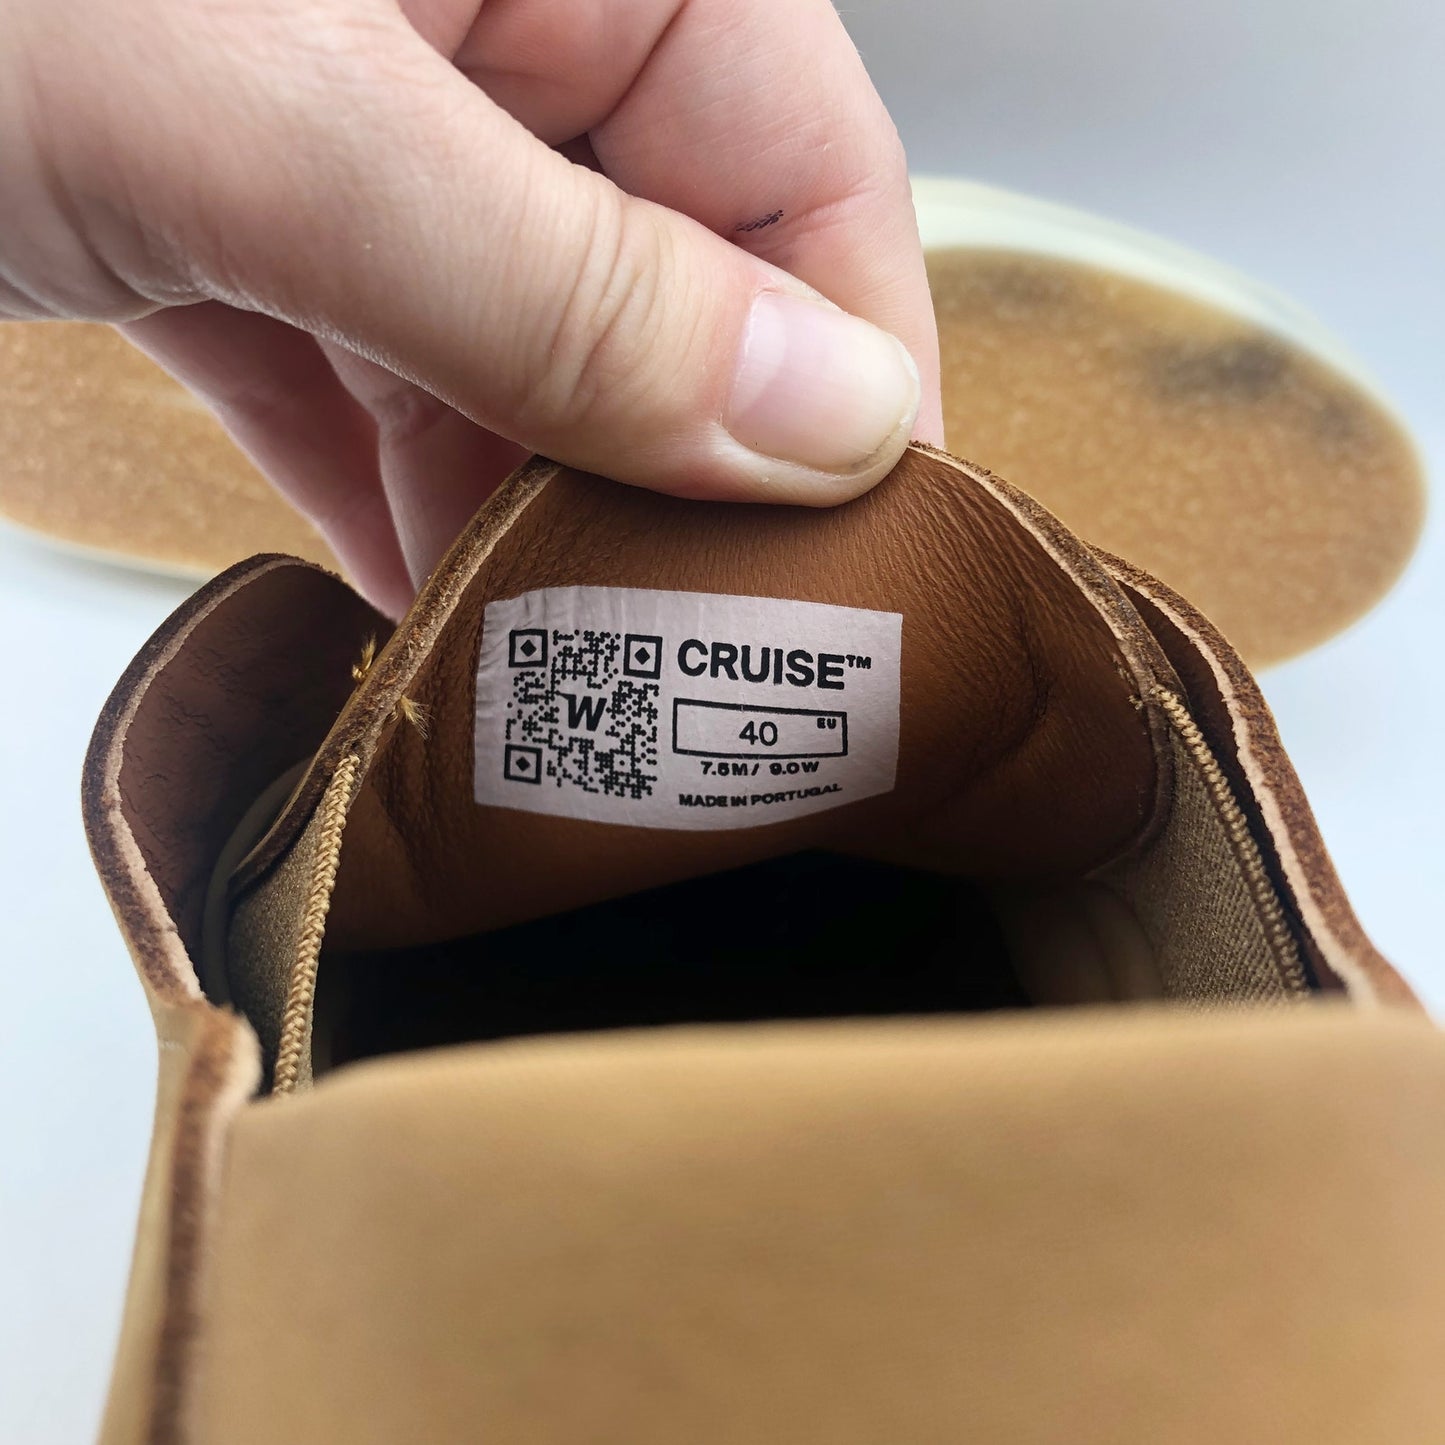 W
CRUISE™
40 EU
7.5M / 9.0W
MADE IN PORTUGAL